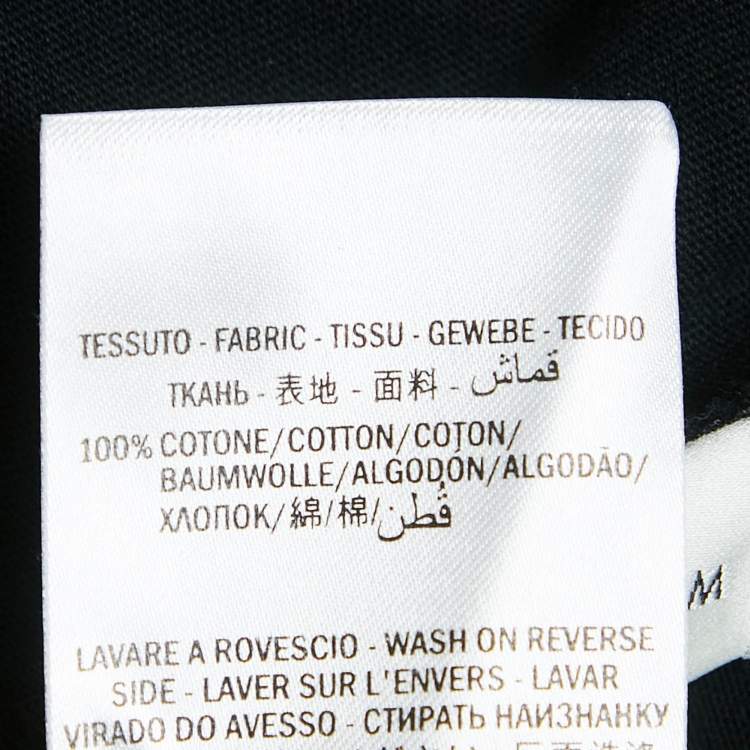 TESSUTO - FABRIC - TISSU - GEWEBE - TECIDO
ТКАНЬ - 表地 - 面料 - قماش
100% COTONE/COTTON/COTON/
BAUMWOLLE/ALGODÓN/ALGODÃO/
ХЛОПОК/綿/棉/قُطن
LAVARE A ROVESCIO - WASH ON REVERSE
SIDE - LAVER SUR L'ENVERS - LAVAR
VIRADO DO AVESSO - СТИРАТЬ НАИЗНАНКУ
M